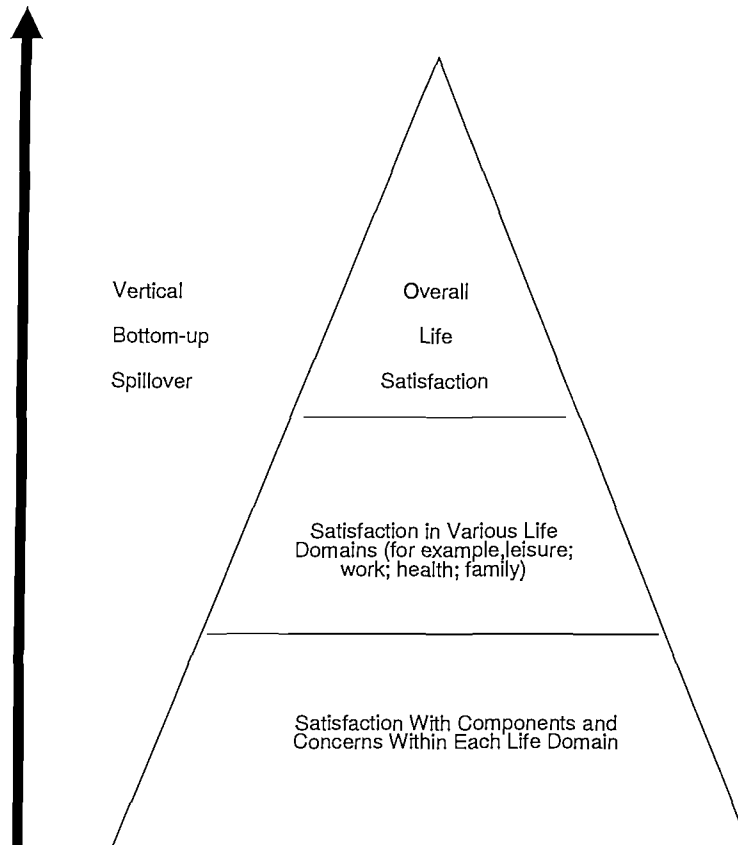 Vertical
Bottom-up
Spillover
Overall
Life
Satisfaction
Satisfaction in Various Life
Domains (for example,leisure;
work; health; family)
Satisfaction With Components and
Concerns Within Each Life Domain